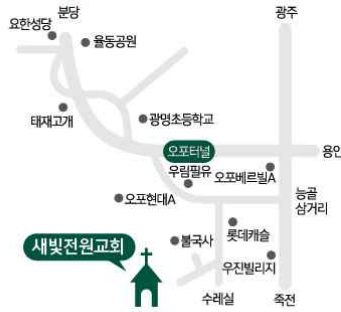 분당
광주
요한성당
율동공원
태재고개
광명초등학교
오포터널
용인
우림필유
오포베르빌A
오포현대A
능골
삼거리
롯데캐슬
불국사
새빛전원교회
우진빌리지
수레실
죽전